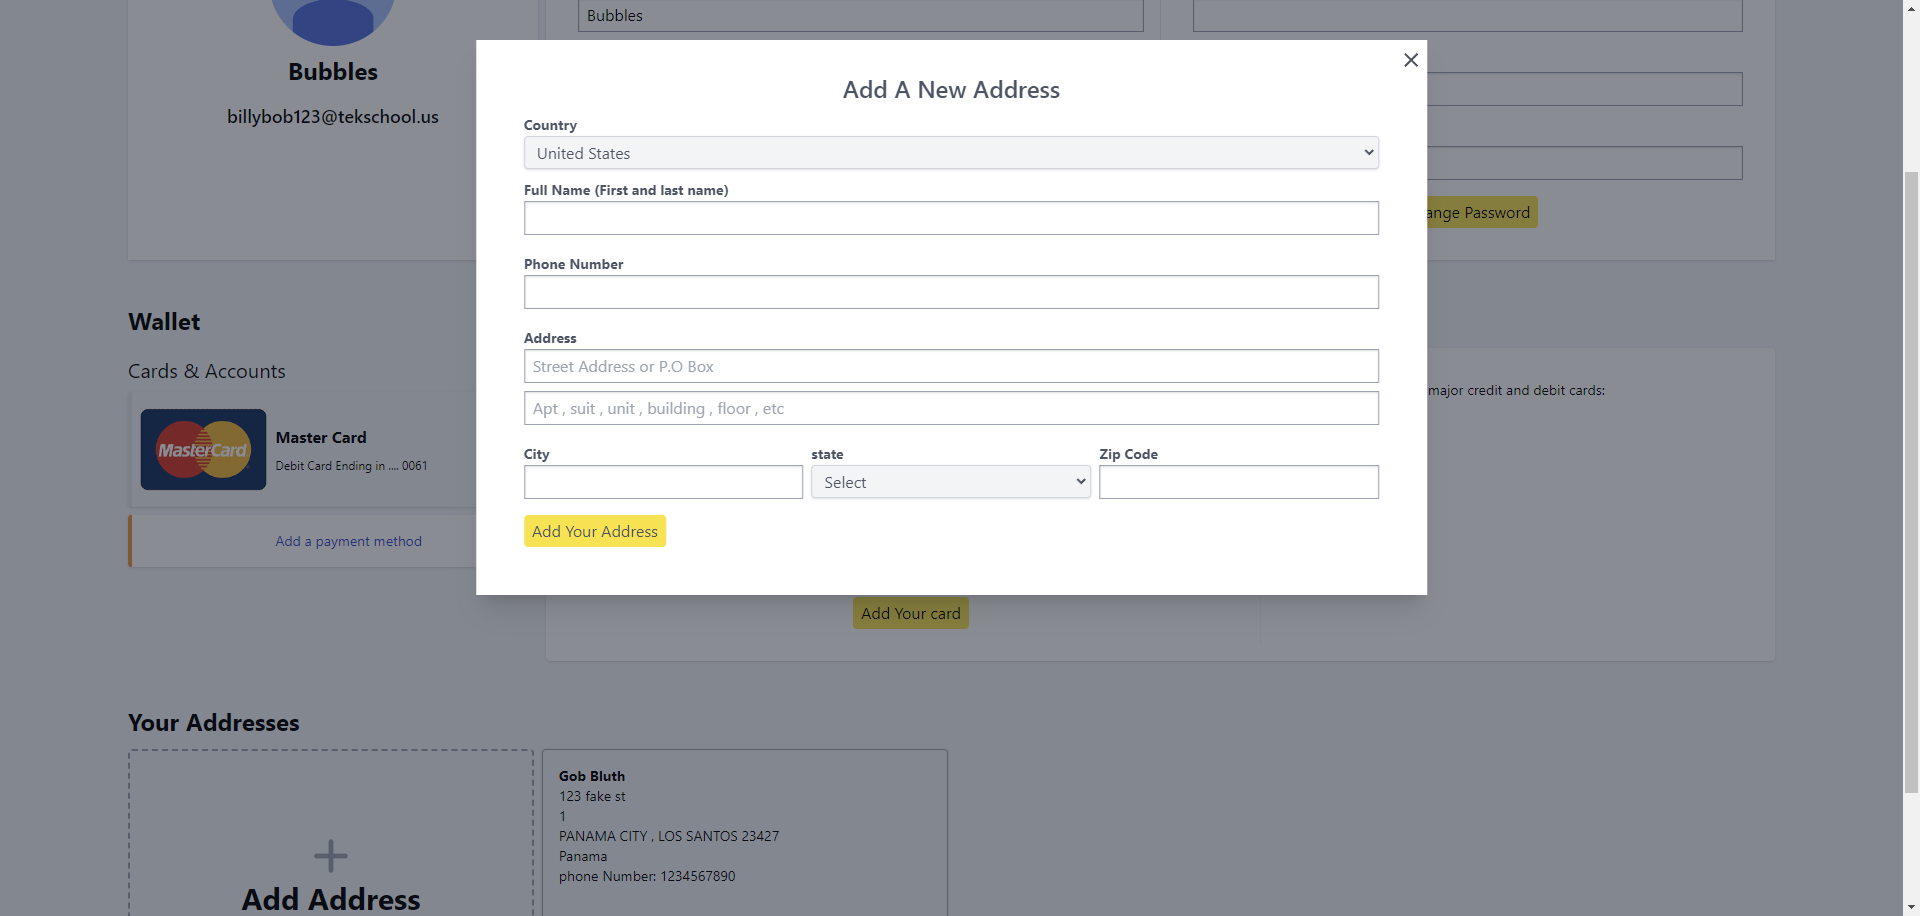 Bubbles
Bubbles
billybob123@tekschool.us
Add A New Address
Country
United States
Full Name (First and last name)
Phone Number
Address
Street Address or P.O Box
Apt , suit , unit , building , floor , etc
City
state
Zip Code
Select
Add Your Address
ange Password
Wallet
Cards & Accounts
MasterCard
Master Card
Debit Card Ending in .... 0061
Add a payment method
major credit and debit cards:
Add Your card
Your Addresses
Add Address
Gob Bluth
123 fake st
1
PANAMA CITY , LOS SANTOS 23427
Panama
phone Number: 1234567890